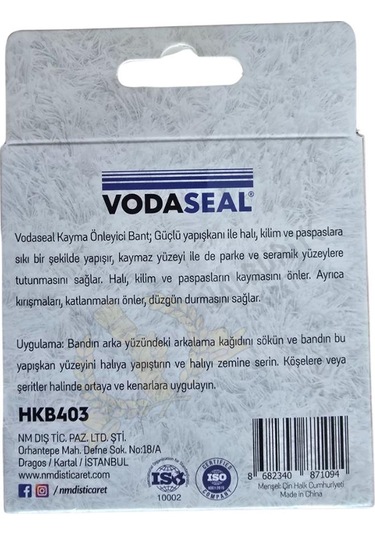 VODASEAL®
Vodaseal Kayma Önleyici Bant; Güçlü yapışkanı ile halı, kilim ve paspaslara
sıkı bir şekilde yapışır, kaymaz yüzeyi ile de parke ve seramik yüzeylere
tutunmasını sağlar. Halı, kilim ve paspasların kaymasını önler. Ayrıca
kırışmaları, katlanmaları önler, düzgün durmasını sağlar.
Uygulama: Bandın arka yüzündeki arkalama kağıdını sökün ve bandın bu
yapışkan yüzeyini halıya yapıştırın ve halıyı zemine serin. Köşelere veya
şeritler halinde ortaya ve kenarlara uygulayın.
HKB403
NM DIŞ TİC. PAZ. LTD. ŞTİ.
Orhantepe Mah. Defne Sok. No:18/A
Dragos / Kartal / İSTANBUL
www.nmdisticaret.com
/nmdisticaret
ISO
10002
CERTIFIED
ISO
COMPANY
8 682340 871094
Menşei: Çin Halk Cumhuriyeti
Made in China